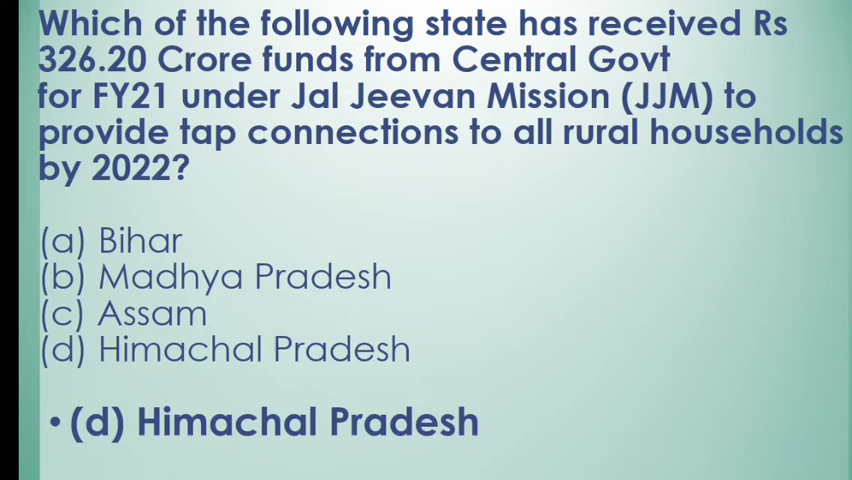 Which of the following state has received Rs
326.20 Crore funds from Central Govt
for FY21 under Jal Jeevan Mission (JJM) to
provide tap connections to all rural households
by 2022?
(a) Bihar
(b) Madhya Pradesh
(c) Assam
(d) Himachal Pradesh
• (d) Himachal Pradesh